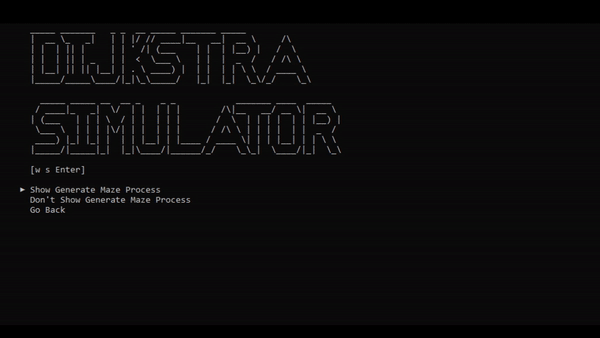 DIJKSTRA
SIMULATOR
[w s Enter]
► Show Generate Maze Process
Don't Show Generate Maze Process
Go Back